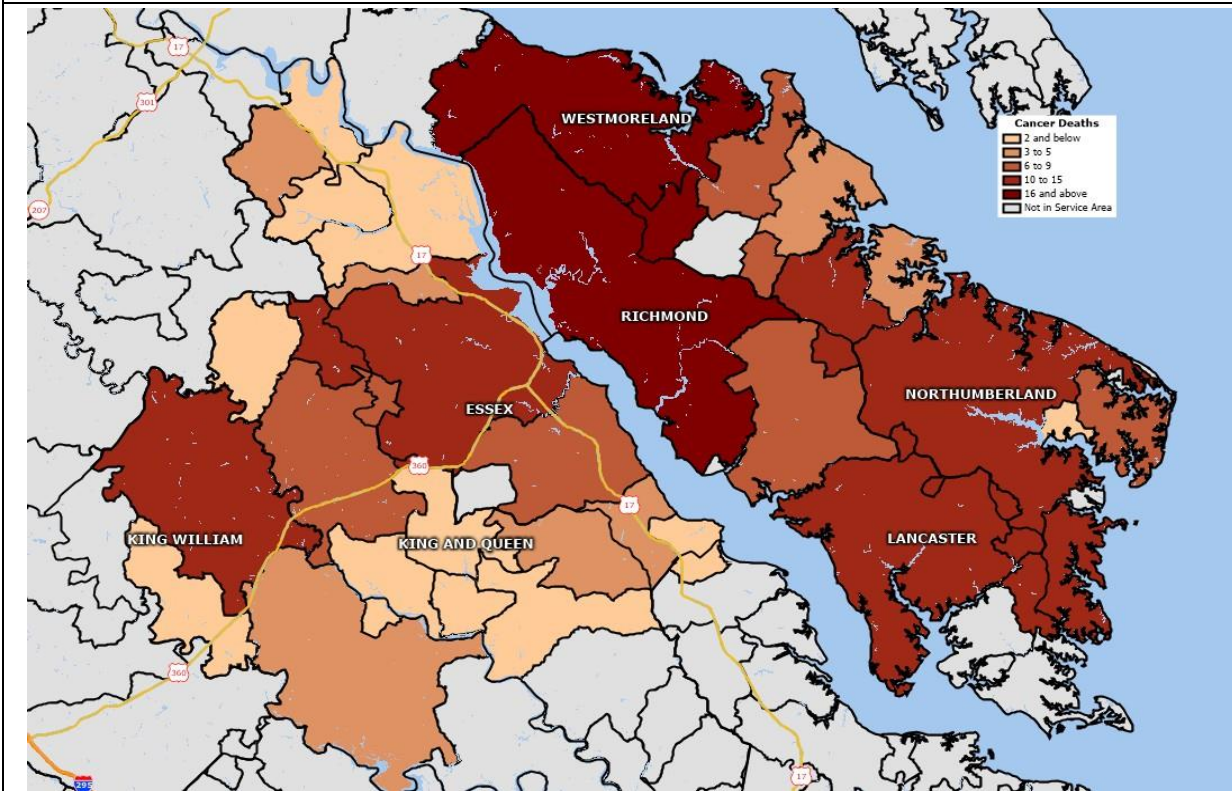 17
301
207
WESTMORELAND
Cancer Deaths
2 and below
3 to 5
6 to 9
10 to 15
16 and above
Not in Service Area
17
RICHMOND
NORTHUMBERLAND
ESSEX
360
17
KING WILLIAM
KING AND QUEEN
LANCASTER
360
295
17